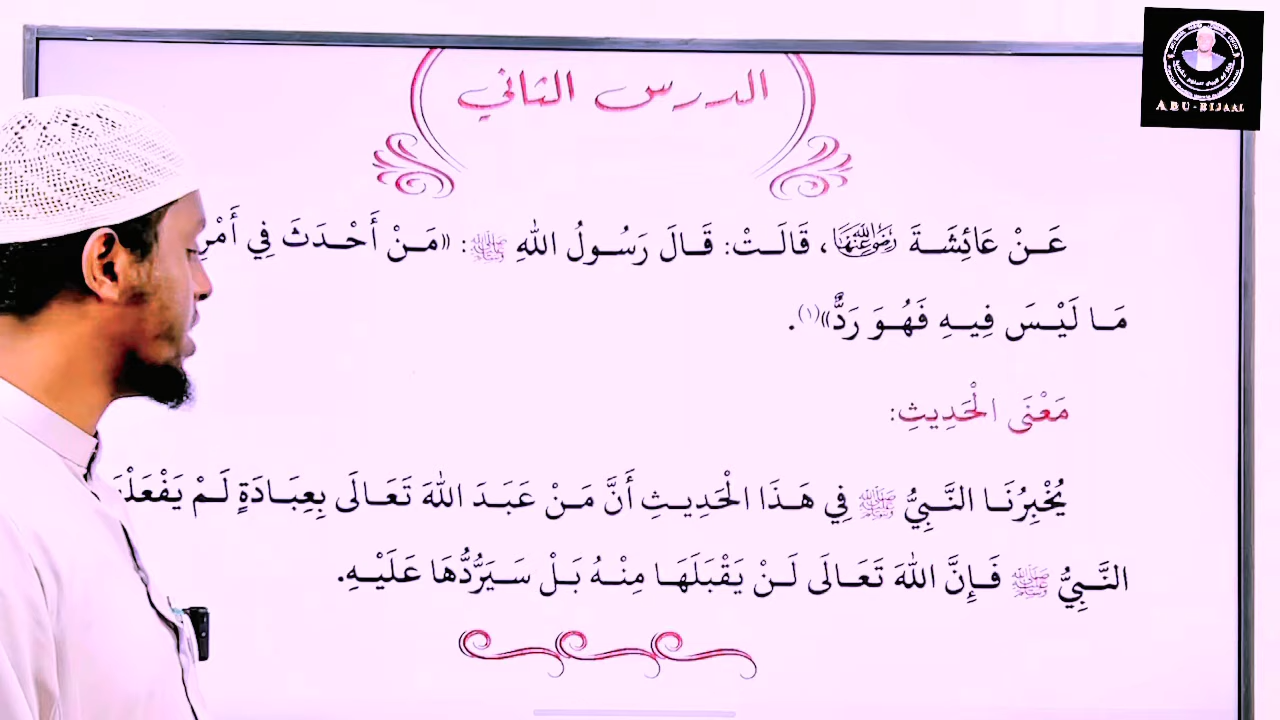 الدرس الثاني
عَنْ عَائِشَةَ رَضِيَ اللهُ عَنْهَا، قَالَتْ: قَالَ رَسُولُ اللهِ ﷺ: «مَنْ أَحْدَثَ فِي أَمْرِ
مَا لَيْسَ فِيهِ فَهُوَ رَدٌّ»(١).
مَعْنَى الْحَدِيثِ:
يُخْبِرُنَا النَّبِيُّ ﷺ فِي هَذَا الْحَدِيثِ أَنَّ مَنْ عَبَدَ اللهَ تَعَالَى بِعِبَادَةٍ لَمْ يَفْعَلْ
النَّبِيُّ ﷺ فَإِنَّ اللهَ تَعَالَى لَنْ يَقْبَلَهَا مِنْهُ بَلْ سَيَرُدُّهَا عَلَيْهِ.
ABU-RIJAAL